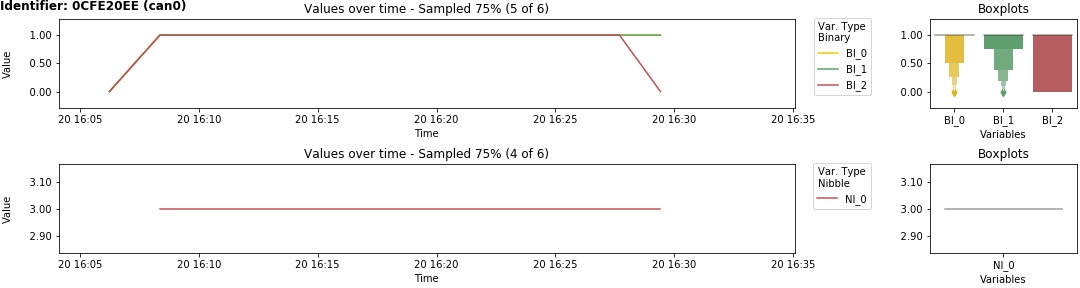 Identifier: 0CFE20EE (can0)
Values over time - Sampled 75% (5 of 6)
Value
1.00
0.50
0.00
20 16:05
20 16:10
20 16:15
20 16:20
20 16:25
20 16:30
20 16:35
Time
Var. Type
Binary
BI_0
BI_1
BI_2
Boxplots
1.00
0.50
0.00
BI_0
BI_1
BI_2
Variables
Values over time - Sampled 75% (4 of 6)
Value
3.10
3.00
2.90
20 16:05
20 16:10
20 16:15
20 16:20
20 16:25
20 16:30
20 16:35
Time
Var. Type
Nibble
NI_0
Boxplots
3.10
3.00
2.90
NI_0
Variables